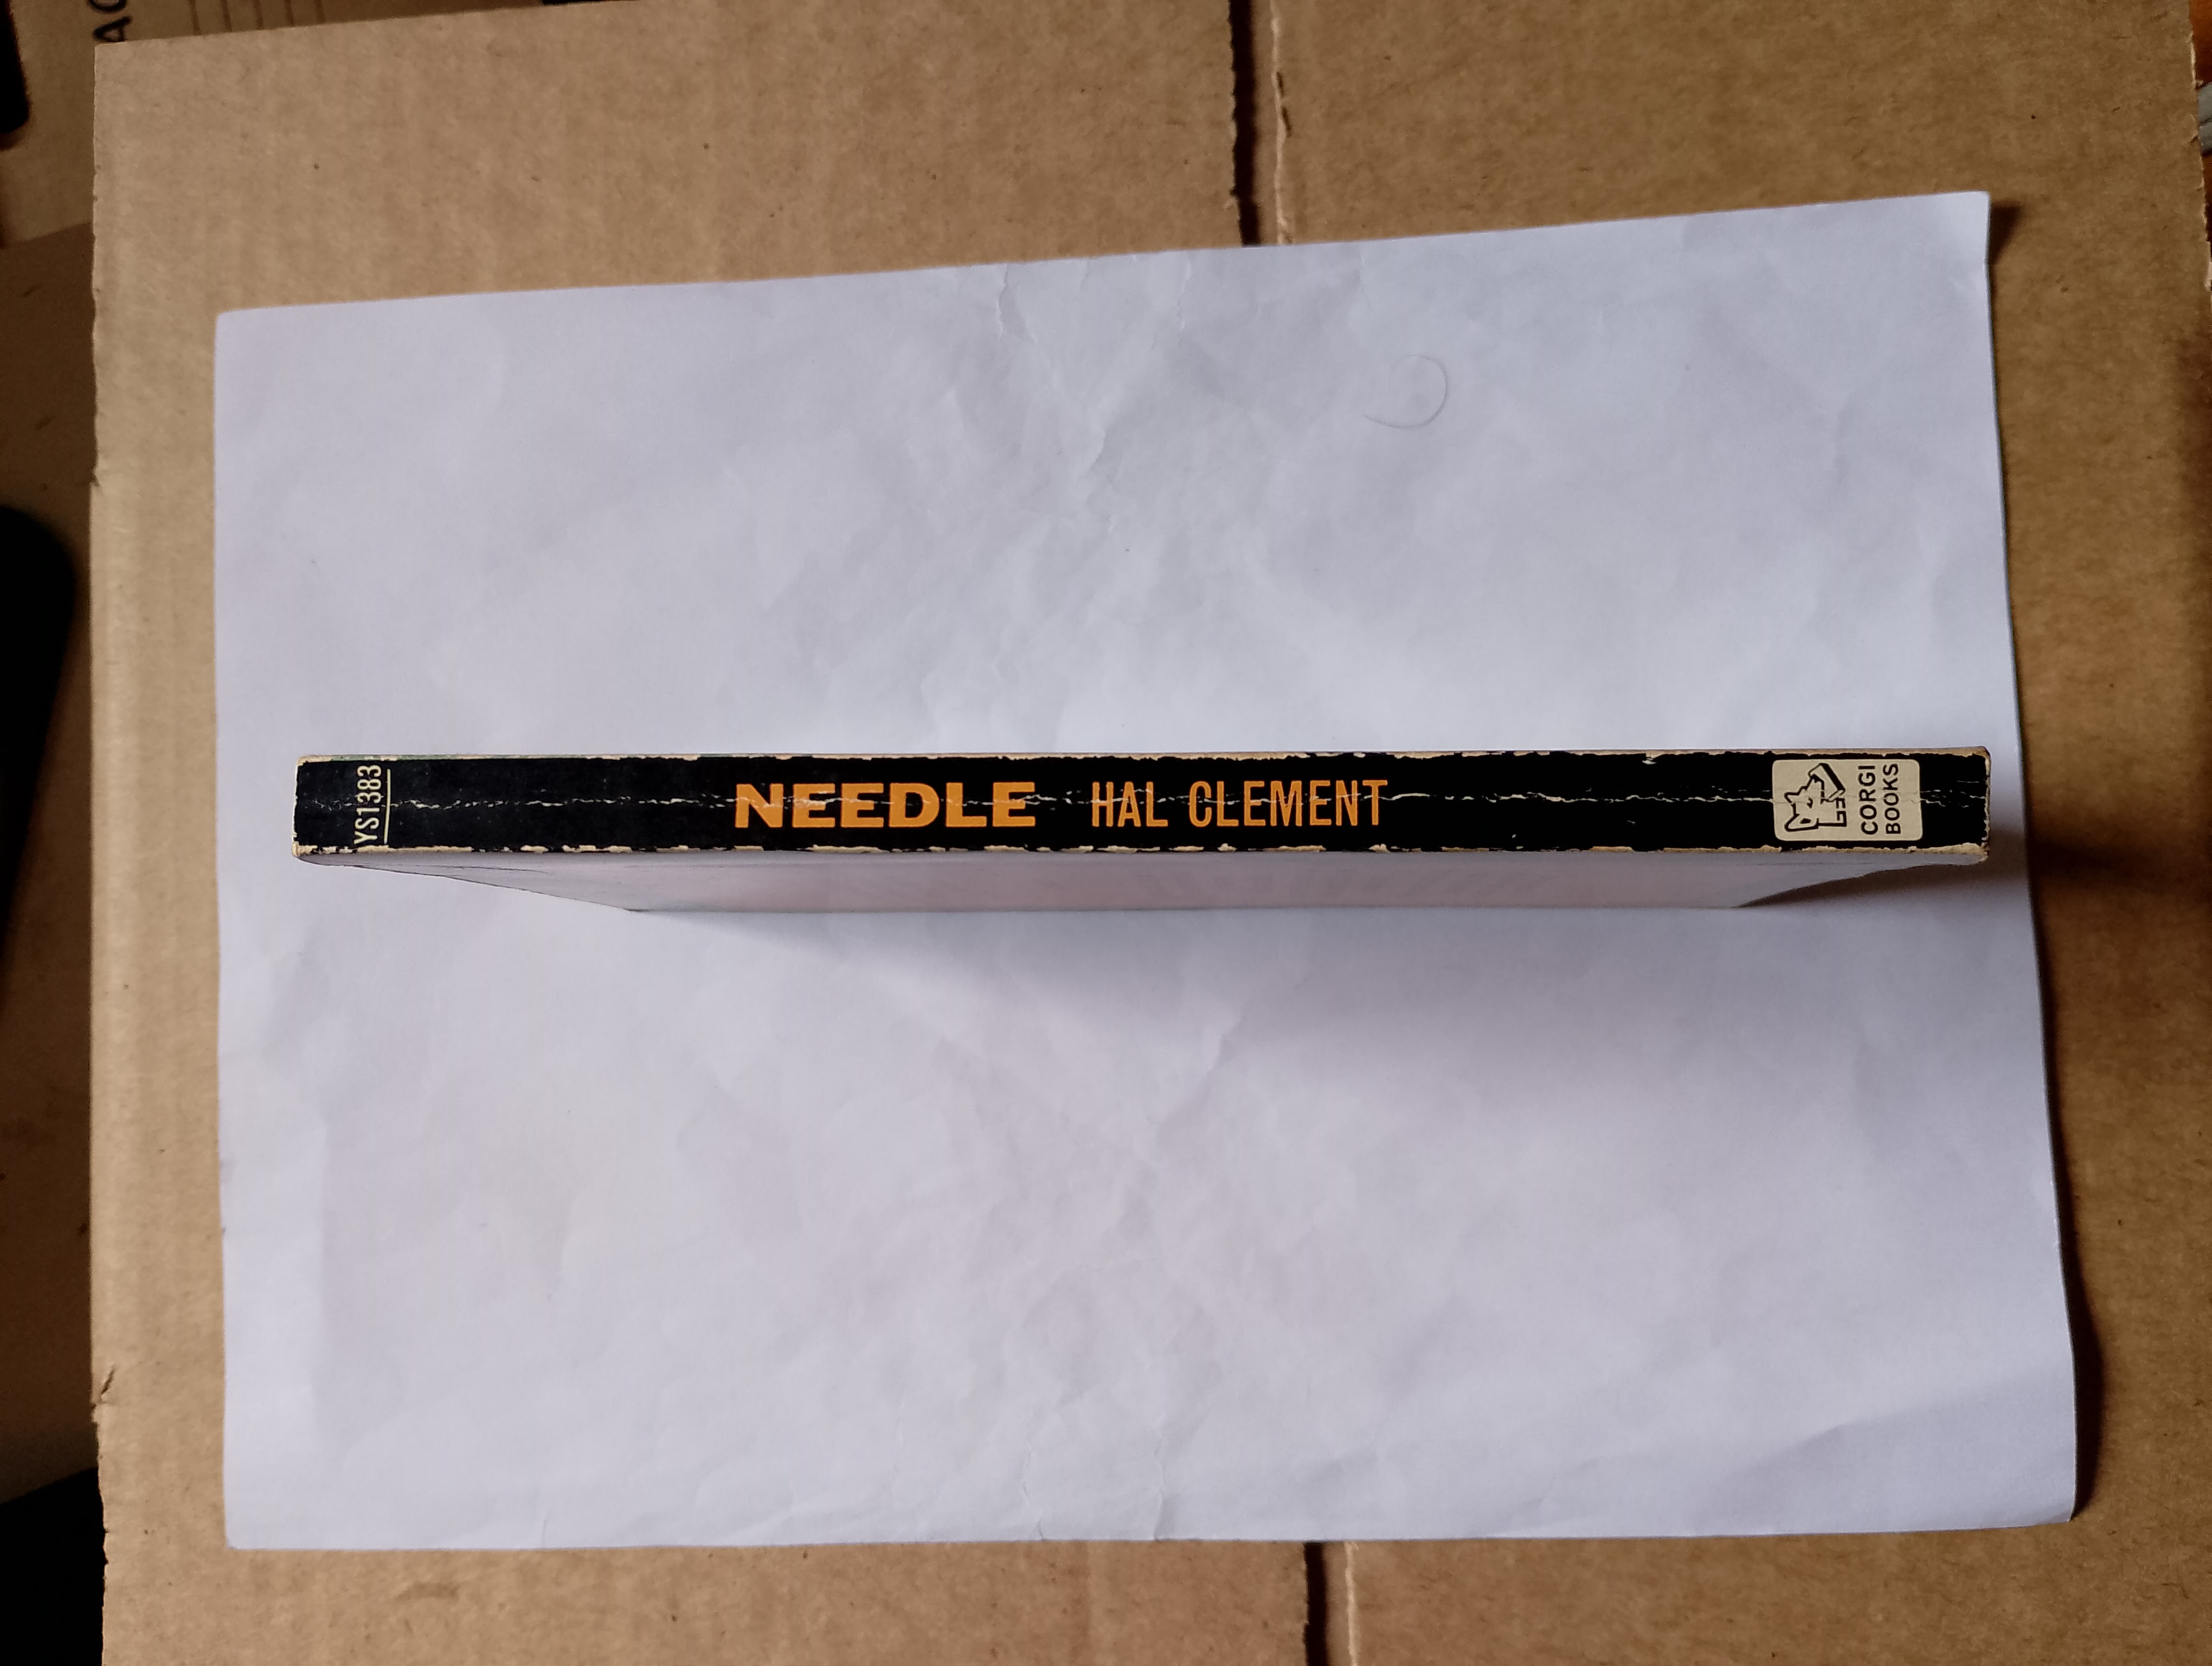 YS1383
NEEDLE HAL CLEMENT
CORGI
BOOKS